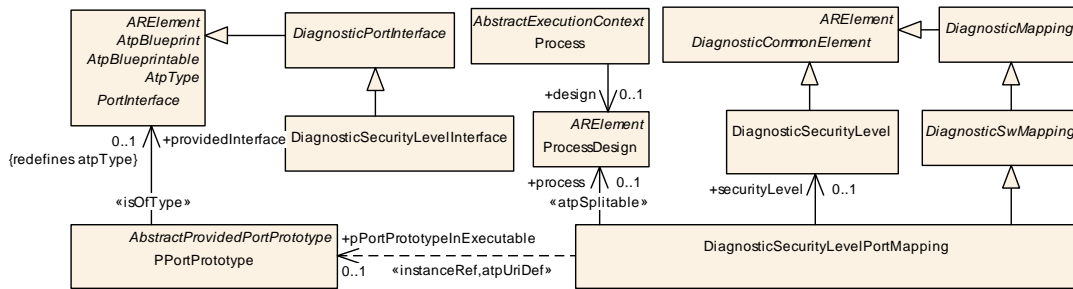 ARElement
AtpBlueprint
AtpBlueprintable
AtpType
PortInterface
DiagnosticPortInterface
AbstractExecutionContext
Process
ARElement
DiagnosticCommonElement
DiagnosticMapping
+design 0..1
DiagnosticSecurityLevelInterface
ARElement
ProcessDesign
DiagnosticSecurityLevel
DiagnosticSwMapping
0..1 +providedInterface
{redefines atpType}
+process 0..1
+securityLevel 0..1
«isOfType»
«atpSplitable»
AbstractProvidedPortPrototype
PPortPrototype
+pPortPrototypeInExecutable
0..1 «instanceRef,atpUriDef»
DiagnosticSecurityLevelPortMapping